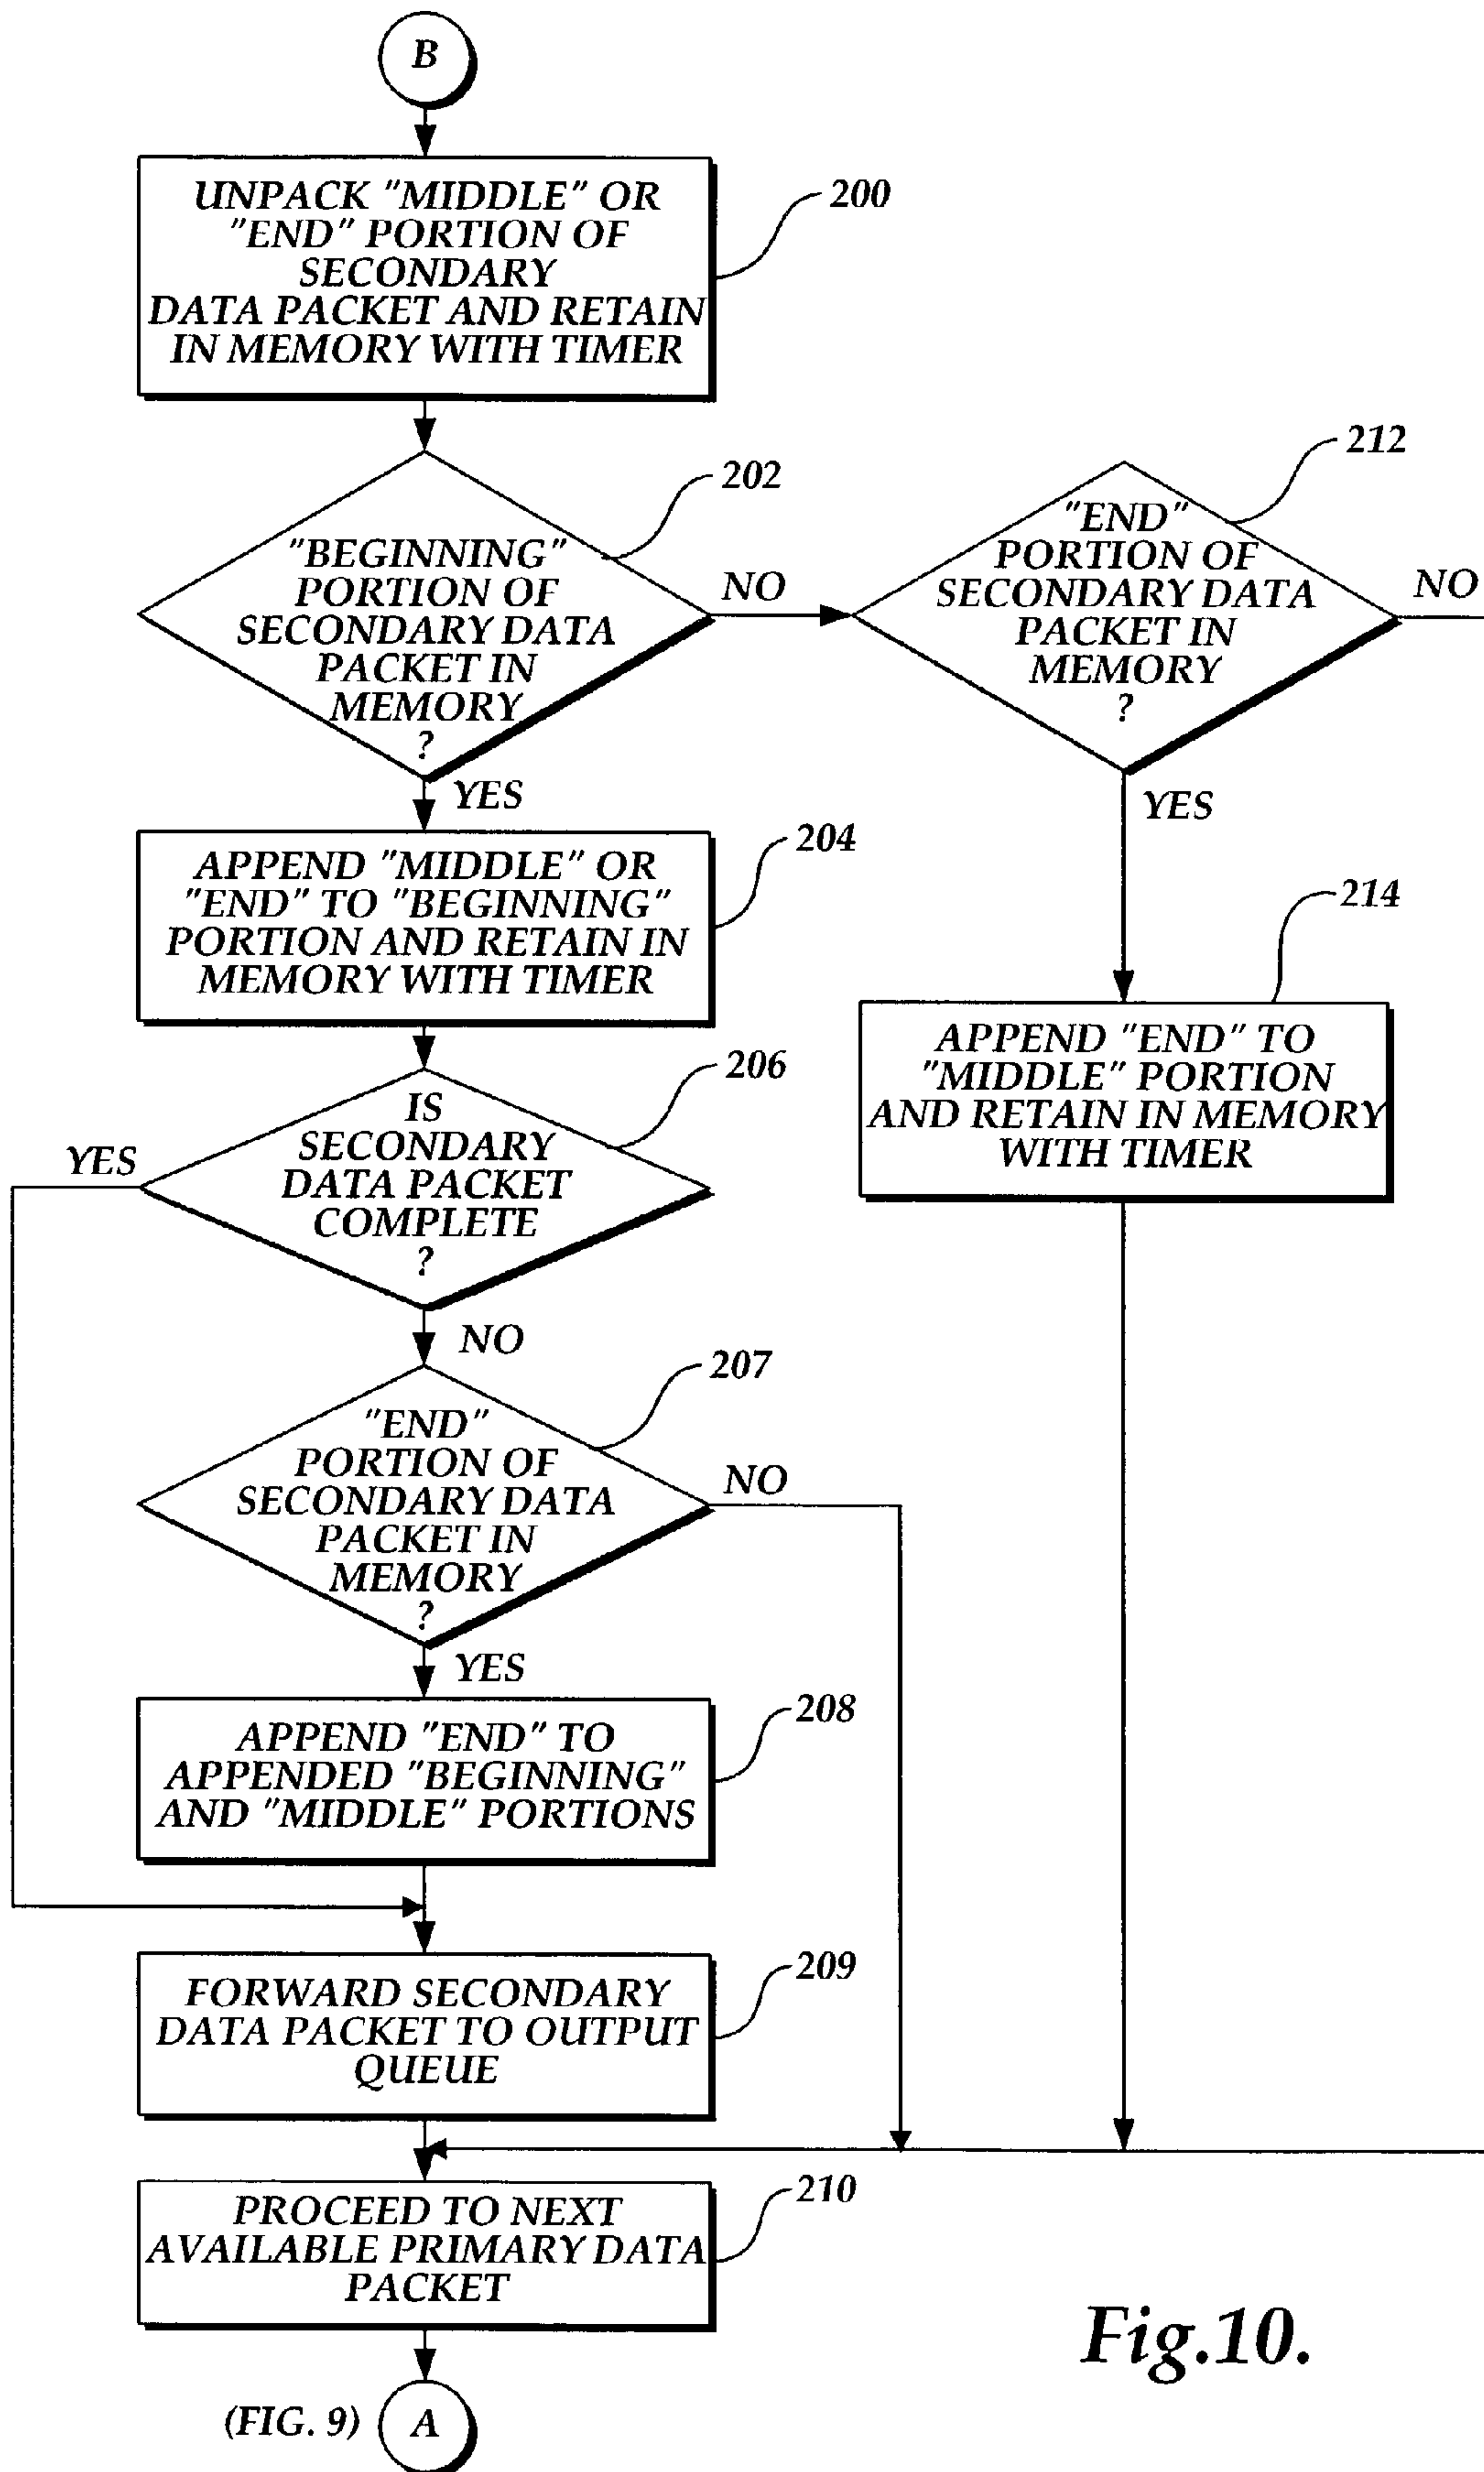 B
UNPACK "MIDDLE" OR
"END" PORTION OF
SECONDARY
DATA PACKET AND RETAIN
IN MEMORY WITH TIMER
200
"BEGINNING"
PORTION OF
SECONDARY DATA
PACKET IN
MEMORY
?
202
NO
YES
"END"
PORTION OF
SECONDARY DATA
PACKET IN
MEMORY
?
212
NO
YES
APPEND "MIDDLE" OR
"END" TO "BEGINNING"
PORTION AND RETAIN IN
MEMORY WITH TIMER
204
APPEND "END" TO
"MIDDLE" PORTION
AND RETAIN IN MEMORY
WITH TIMER
214
IS
SECONDARY
DATA PACKET
COMPLETE
?
206
YES
NO
"END"
PORTION OF
SECONDARY DATA
PACKET IN
MEMORY
?
207
NO
YES
APPEND "END" TO
APPENDED "BEGINNING"
AND "MIDDLE" PORTIONS
208
FORWARD SECONDARY
DATA PACKET TO OUTPUT
QUEUE
209
PROCEED TO NEXT
AVAILABLE PRIMARY DATA
PACKET
210
(FIG. 9)
A
Fig.10.